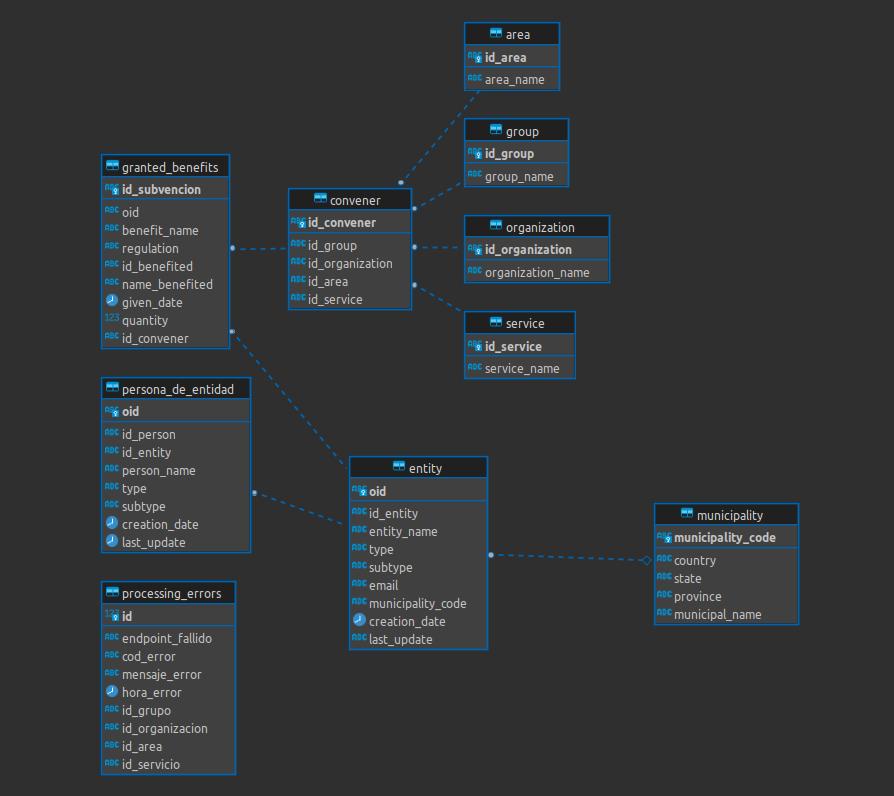 area
id_area
area_name
group
id_group
group_name
granted_benefits
id_subvencion
oid
benefit_name
regulation
id_benefited
name_benefited
given_date
123 quantity
id_convener
convener
id_convener
id_group
id_organization
id_area
id_service
organization
id_organization
organization_name
service
id_service
service_name
persona_de_entidad
oid
id_person
id_entity
person_name
type
subtype
creation_date
last_update
entity
oid
id_entity
entity_name
type
subtype
email
municipality_code
creation_date
last_update
municipality
municipality_code
country
state
province
municipal_name
processing_errors
123 id
endpoint_fallido
cod_error
mensaje_error
hora_error
id_grupo
id_organizacion
id_area
id_servicio